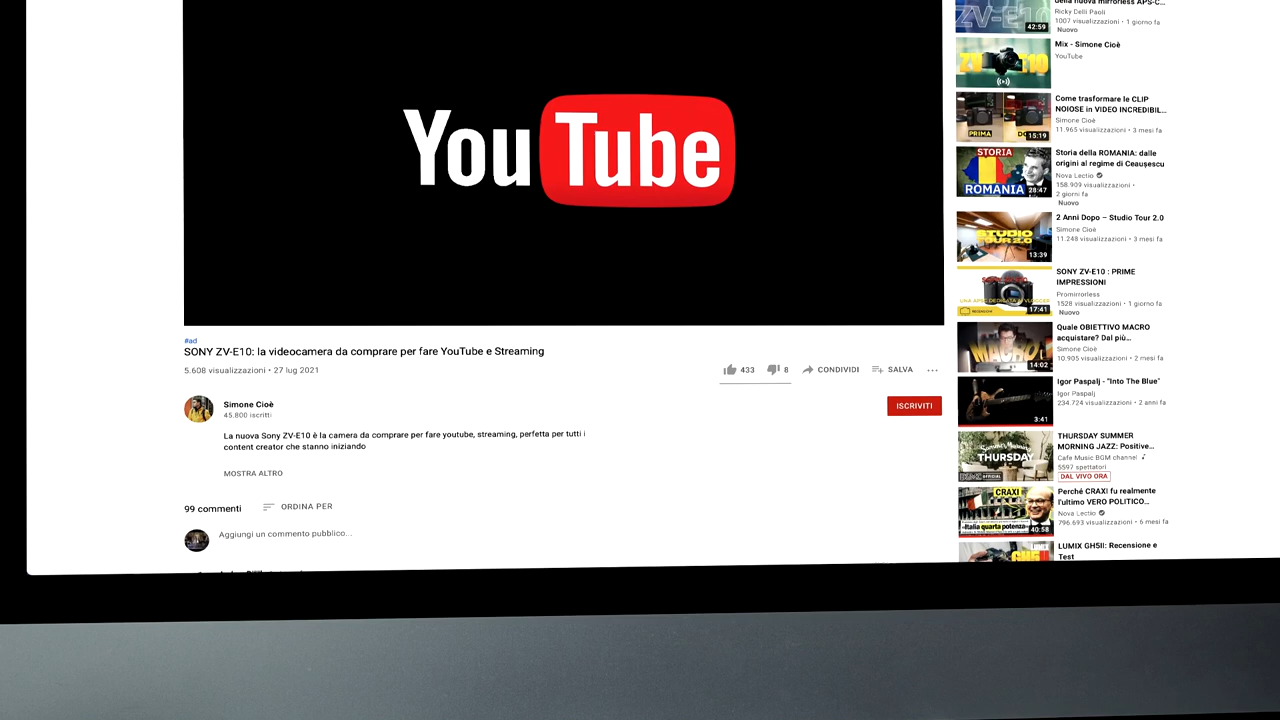 YouTube
#ad
SONY ZV-E10: la videocamera da comprare per fare YouTube e Streaming
5.608 visualizzazioni • 27 lug 2021
433
8
CONDIVIDI
SALVA
Simone Cioè
45.800 iscritti
ISCRIVITI
La nuova Sony ZV-E10 è la camera da comprare per fare youtube, streaming, perfetta per tutti i
content creator che stanno iniziando
MOSTRA ALTRO
99 commenti
ORDINA PER
Aggiungi un commento pubblico...
ZV-E10
42:59
della nuova mirrorless APS-C...
Ricky Delli Paoli
1007 visualizzazioni • 1 giorno fa
Nuovo
Mix - Simone Cioè
YouTube
PRIMA
15:19
Come trasformare le CLIP
NOIOSE in VIDEO INCREDIBIL...
Simone Cioè
11.965 visualizzazioni • 3 mesi fa
STORIA
ROMANIA
28:47
Storia della ROMANIA: dalle
origini al regime di Ceaușescu
Nova Lectio
158.909 visualizzazioni •
2 giorni fa
Nuovo
STUDIO
TOUR 2.0
13:39
2 Anni Dopo – Studio Tour 2.0
Simone Cioè
11.248 visualizzazioni • 3 mesi fa
17:41
SONY ZV-E10 : PRIME
IMPRESSIONI
Promirrorless
1528 visualizzazioni • 1 giorno fa
Nuovo
14:02
Quale OBIETTIVO MACRO
acquistare? Dal più...
Simone Cioè
10.905 visualizzazioni • 2 mesi fa
3:41
Igor Paspalj - "Into The Blue"
Igor Paspalj
234.724 visualizzazioni • 2 anni fa
Summer Morning
THURSDAY
OFFICIAL
THURSDAY SUMMER
MORNING JAZZ: Positive...
Cafe Music BGM channel
5597 spettatori
DAL VIVO ORA
CRAXI
«Italia quarta potenza»
40:58
Perché CRAXI fu realmente
l'ultimo VERO POLITICO...
Nova Lectio
796.693 visualizzazioni • 6 mesi fa
LUMIX GH5II: Recensione e
Test